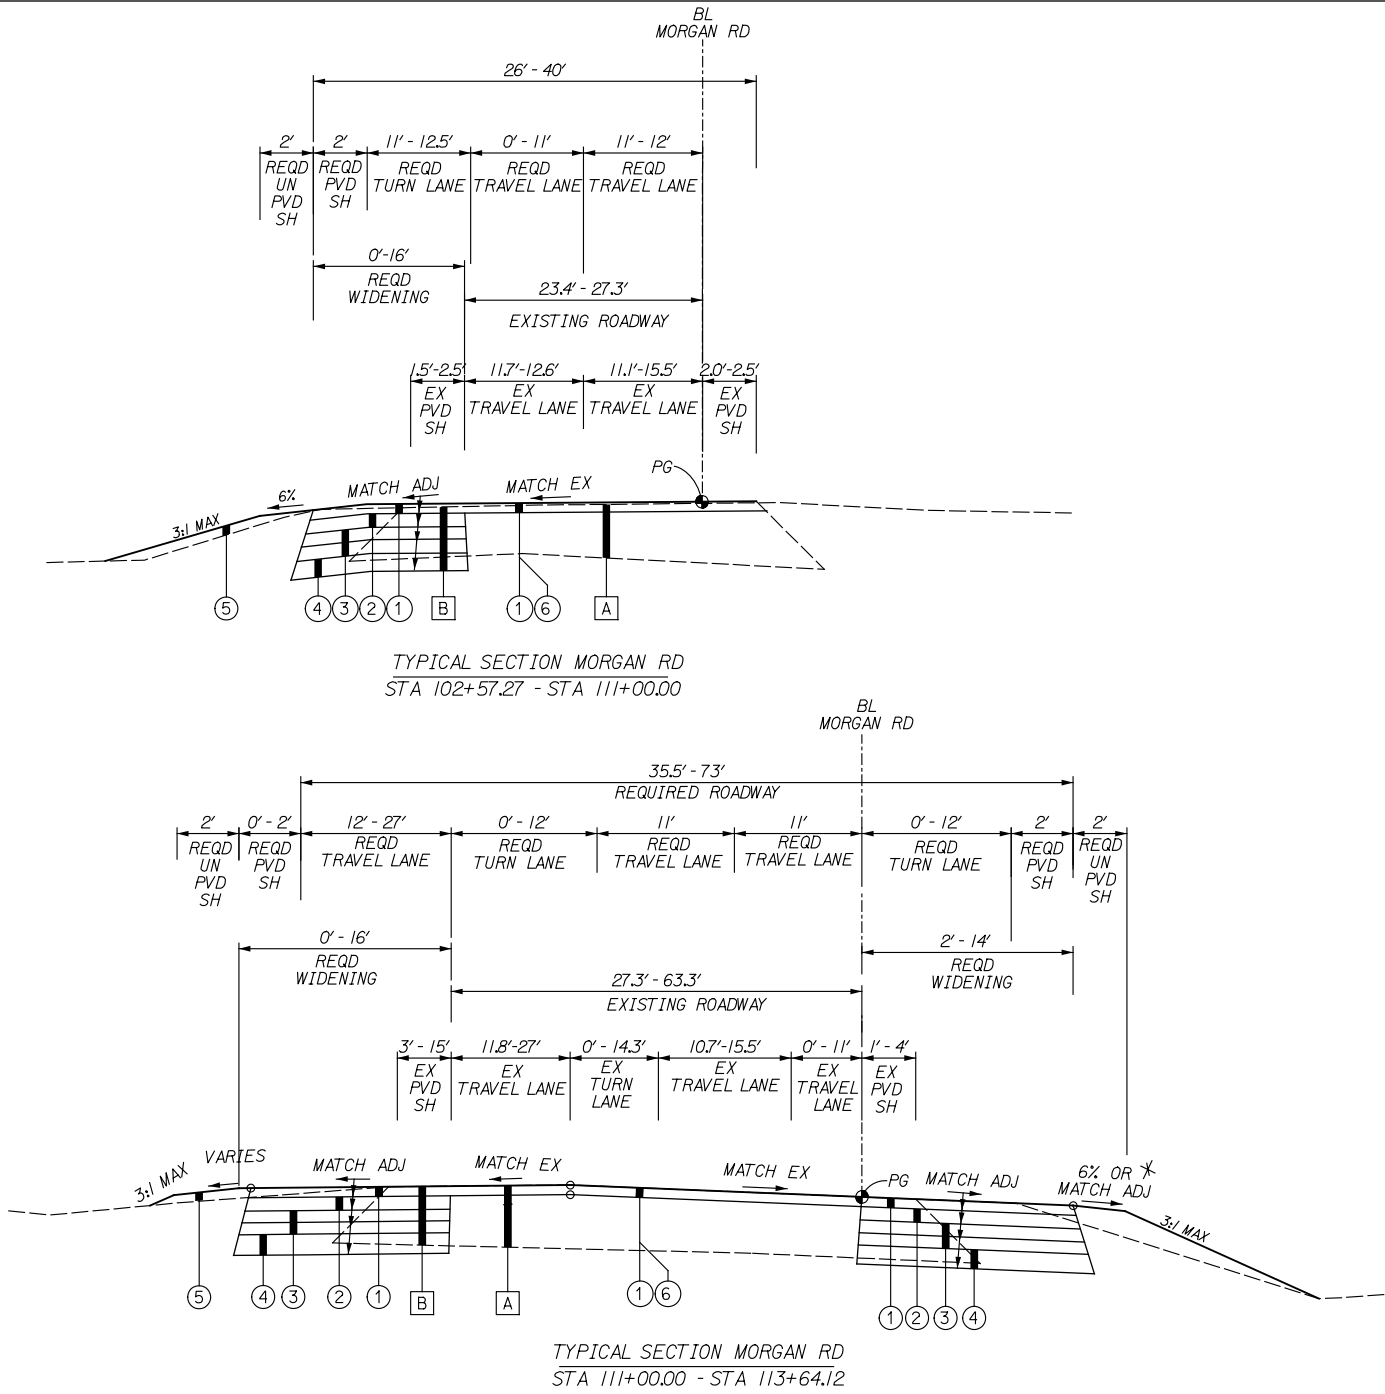 BL
MORGAN RD
26' - 40'
2' 2' 11' - 12.5' 0' - 11' 11' - 12'
REQD UN PVD SH
REQD PVD SH
REQD TURN LANE
REQD TRAVEL LANE
REQD TRAVEL LANE
0'-16'
REQD
WIDENING
23.4' - 27.3'
EXISTING ROADWAY
1.5'-2.5' 11.7'-12.6' 11.1'-15.5' 2.0'-2.5'
EX PVD SH
EX TRAVEL LANE
EX TRAVEL LANE
EX PVD SH
PG
6% MATCH ADJ MATCH EX
3:1 MAX
5 4 3 2 1 B 1 6 A
TYPICAL SECTION MORGAN RD
STA 102+57.27 - STA 111+00.00
BL
MORGAN RD
35.5' - 73'
REQUIRED ROADWAY
2' 0' - 2' 12' - 27' 0' - 12' 11' 11' 0' - 12' 2' 2'
REQD UN PVD SH
REQD PVD SH
REQD TRAVEL LANE
REQD TURN LANE
REQD TRAVEL LANE
REQD TRAVEL LANE
REQD TURN LANE
REQD PVD SH
REQD UN PVD SH
0' - 16'
REQD
WIDENING
2' - 14'
REQD
WIDENING
27.3' - 63.3'
EXISTING ROADWAY
3' - 15' 11.8'-27' 0' - 14.3' 10.7'-15.5' 0' - 11' 1' - 4'
EX PVD SH
EX TRAVEL LANE
EX TURN LANE
EX TRAVEL LANE
EX TRAVEL LANE
EX PVD SH
3:1 MAX VARIES MATCH ADJ MATCH EX MATCH EX PG MATCH ADJ
6% OR *
MATCH ADJ
3:1 MAX
5 4 3 2 1 B A 1 6
1 2 3 4
TYPICAL SECTION MORGAN RD
STA 111+00.00 - STA 113+64.12